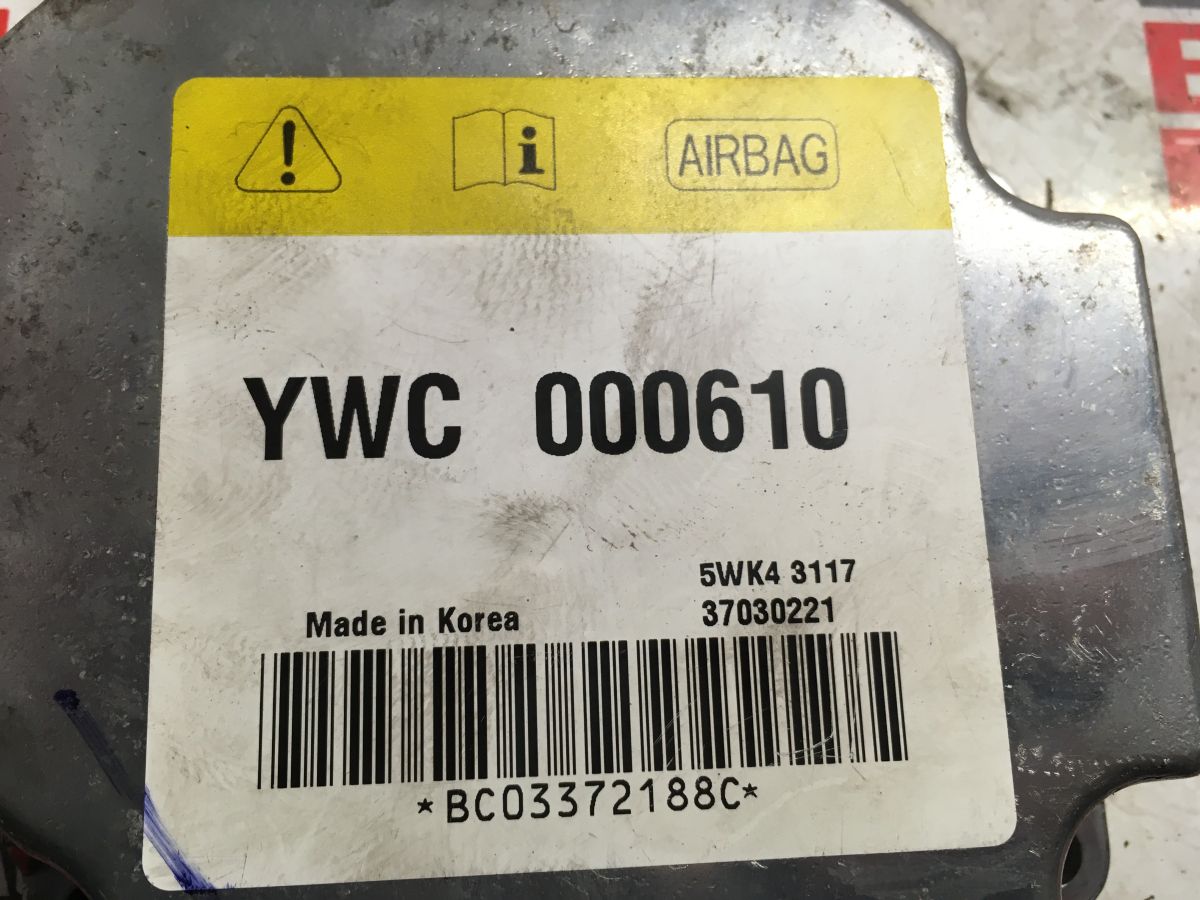 AIRBAG
YWC 000610
5WK4 3117
Made in Korea 37030221
*BC03372188C*